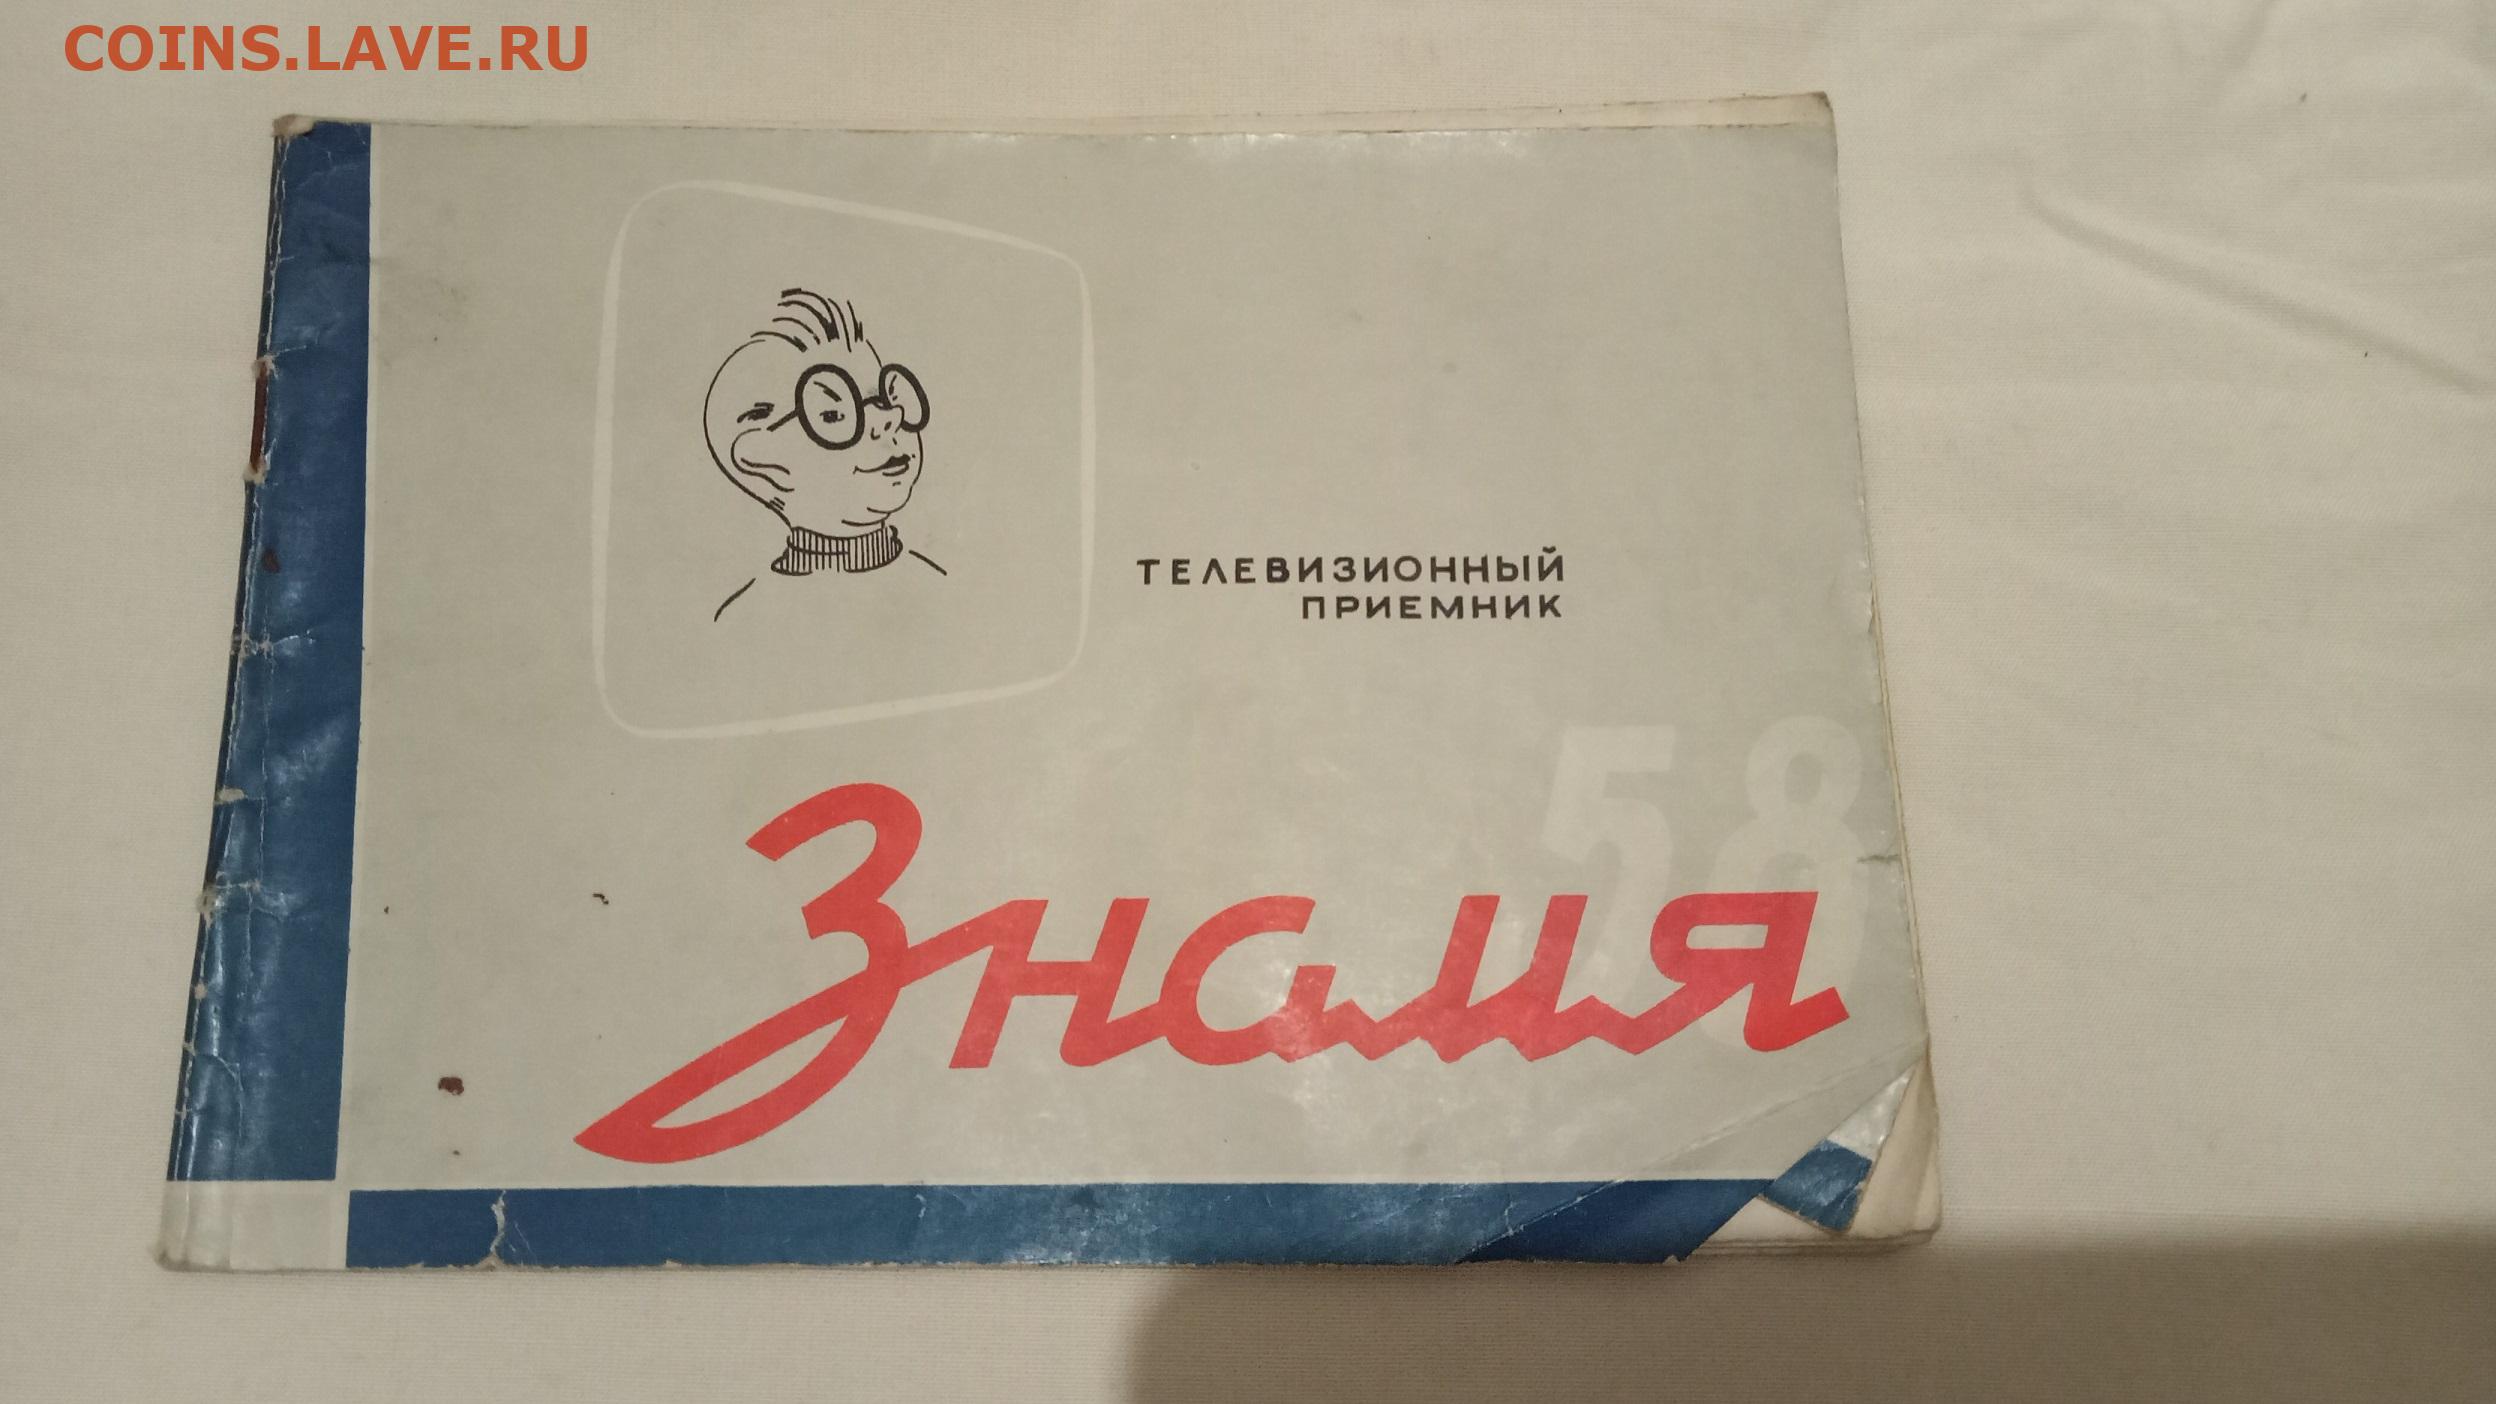 COINS.LAVE.RU
ТЕЛЕВИЗИОННЫЙ
ПРИЕМНИК
58
Знамя